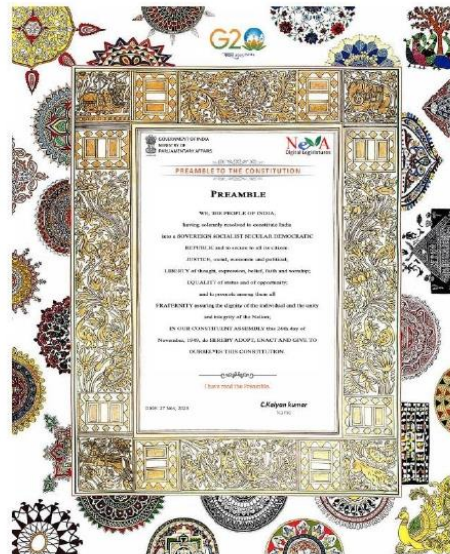 G20
GOVERNMENT OF INDIA
MINISTRY OF
PARLIAMENTARY AFFAIRS
NeVA
Digital Legislatures
PREAMBLE TO THE CONSTITUTION
PREAMBLE
WE, THE PEOPLE OF INDIA,
having solemnly resolved to constitute India
into a SOVEREIGN SOCIALIST SECULAR DEMOCRATIC
REPUBLIC and to secure to all its citizens
JUSTICE, social, economic and political;
LIBERTY of thought, expression, belief, faith and worship;
EQUALITY of status and of opportunity;
and to promote among them all
FRATERNITY assuring the dignity of the individual and the unity
and integrity of the Nation;
IN OUR CONSTITUENT ASSEMBLY this 26th day of
November, 1949, do HEREBY ADOPT, ENACT AND GIVE TO
OURSELVES THIS CONSTITUTION
I have read the Preamble.
C.Kalyan kumar